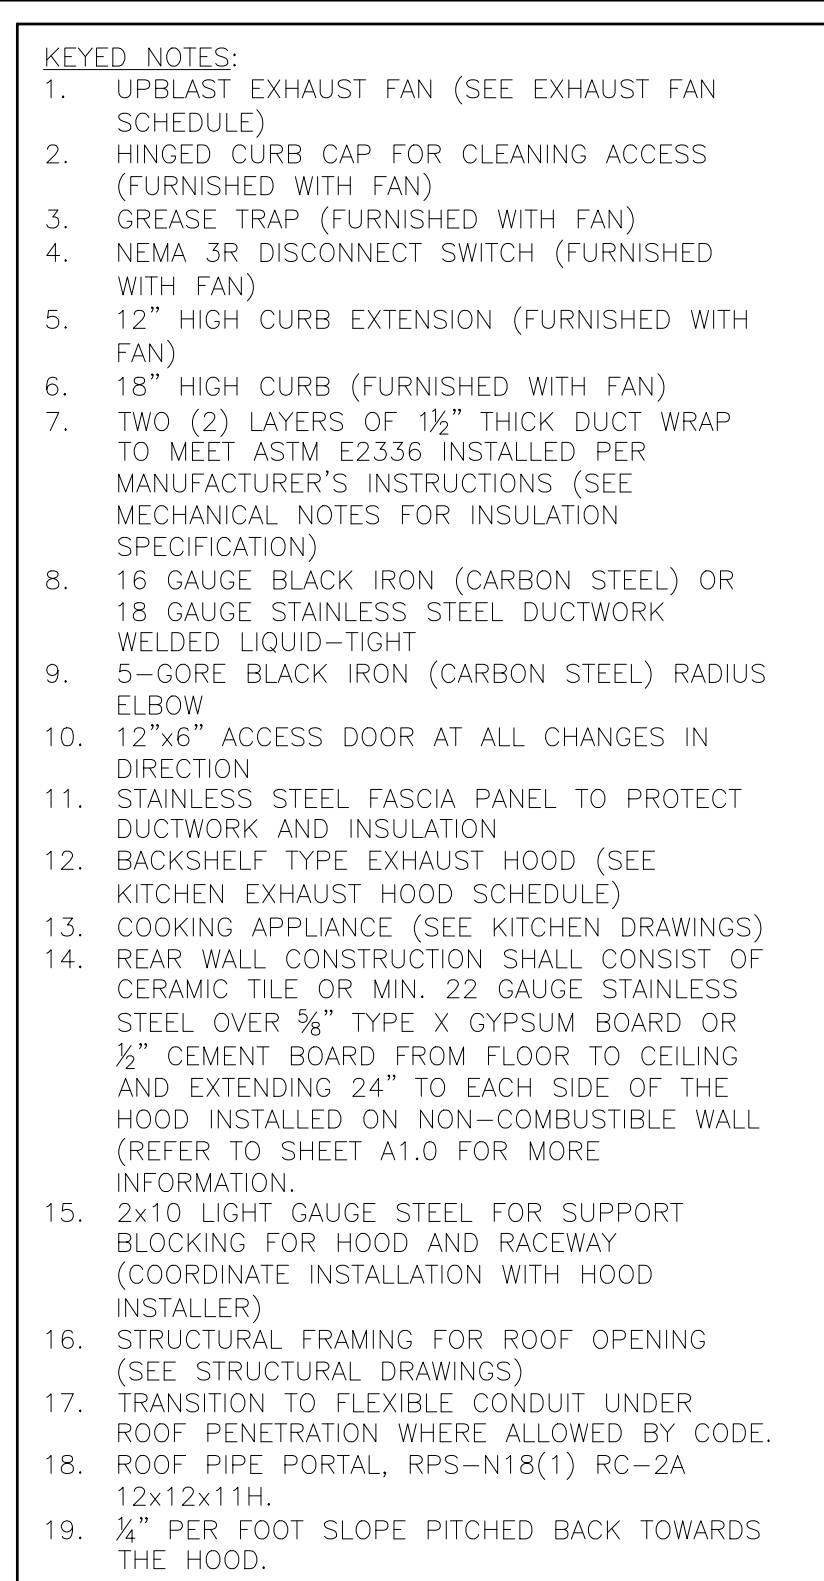 KEYED NOTES:
1. UPBLAST EXHAUST FAN (SEE EXHAUST FAN
SCHEDULE)
2. HINGED CURB CAP FOR CLEANING ACCESS
(FURNISHED WITH FAN)
3. GREASE TRAP (FURNISHED WITH FAN)
4. NEMA 3R DISCONNECT SWITCH (FURNISHED
WITH FAN)
5. 12" HIGH CURB EXTENSION (FURNISHED WITH
FAN)
6. 18" HIGH CURB (FURNISHED WITH FAN)
7. TWO (2) LAYERS OF 1½" THICK DUCT WRAP
TO MEET ASTM E2336 INSTALLED PER
MANUFACTURER'S INSTRUCTIONS (SEE
MECHANICAL NOTES FOR INSULATION
SPECIFICATION)
8. 16 GAUGE BLACK IRON (CARBON STEEL) OR
18 GAUGE STAINLESS STEEL DUCTWORK
WELDED LIQUID-TIGHT
9. 5-GORE BLACK IRON (CARBON STEEL) RADIUS
ELBOW
10. 12"x6" ACCESS DOOR AT ALL CHANGES IN
DIRECTION
11. STAINLESS STEEL FASCIA PANEL TO PROTECT
DUCTWORK AND INSULATION
12. BACKSHELF TYPE EXHAUST HOOD (SEE
KITCHEN EXHAUST HOOD SCHEDULE)
13. COOKING APPLIANCE (SEE KITCHEN DRAWINGS)
14. REAR WALL CONSTRUCTION SHALL CONSIST OF
CERAMIC TILE OR MIN. 22 GAUGE STAINLESS
STEEL OVER ⅝" TYPE X GYPSUM BOARD OR
½" CEMENT BOARD FROM FLOOR TO CEILING
AND EXTENDING 24" TO EACH SIDE OF THE
HOOD INSTALLED ON NON-COMBUSTIBLE WALL
(REFER TO SHEET A1.0 FOR MORE
INFORMATION.
15. 2x10 LIGHT GAUGE STEEL FOR SUPPORT
BLOCKING FOR HOOD AND RACEWAY
(COORDINATE INSTALLATION WITH HOOD
INSTALLER)
16. STRUCTURAL FRAMING FOR ROOF OPENING
(SEE STRUCTURAL DRAWINGS)
17. TRANSITION TO FLEXIBLE CONDUIT UNDER
ROOF PENETRATION WHERE ALLOWED BY CODE.
18. ROOF PIPE PORTAL, RPS-N18(1) RC-2A
12x12x11H.
19. ¼" PER FOOT SLOPE PITCHED BACK TOWARDS
THE HOOD.